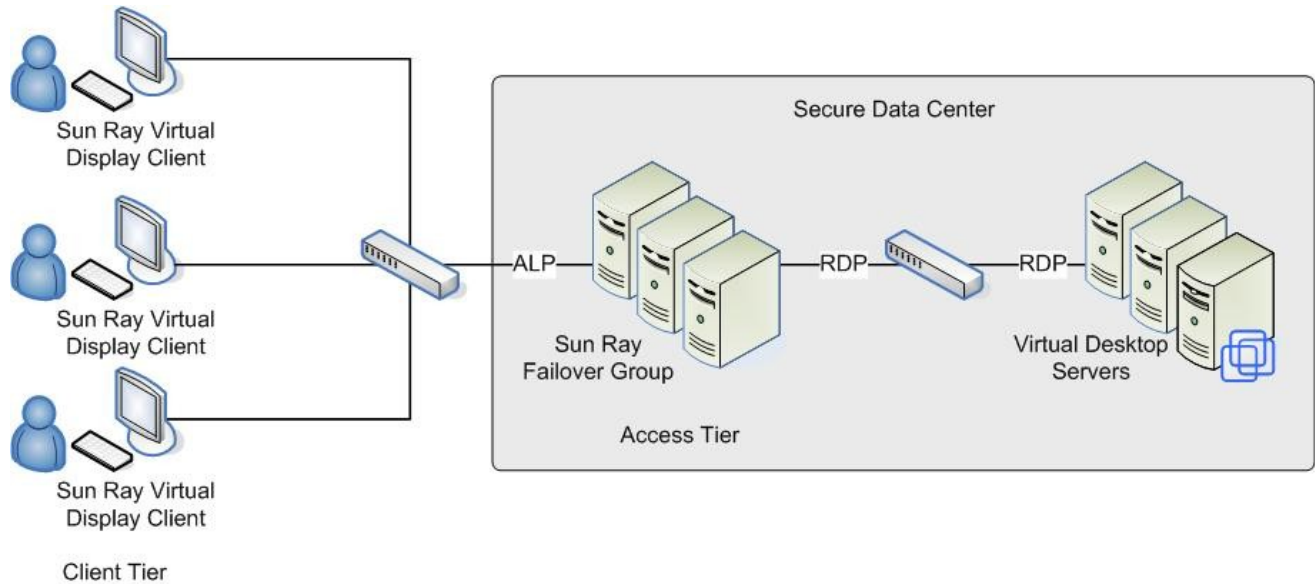 Sun Ray Virtual
Display Client
Sun Ray Virtual
Display Client
Sun Ray Virtual
Display Client
Client Tier
Secure Data Center
ALP
RDP
RDP
Sun Ray
Failover Group
Virtual Desktop
Servers
Access Tier